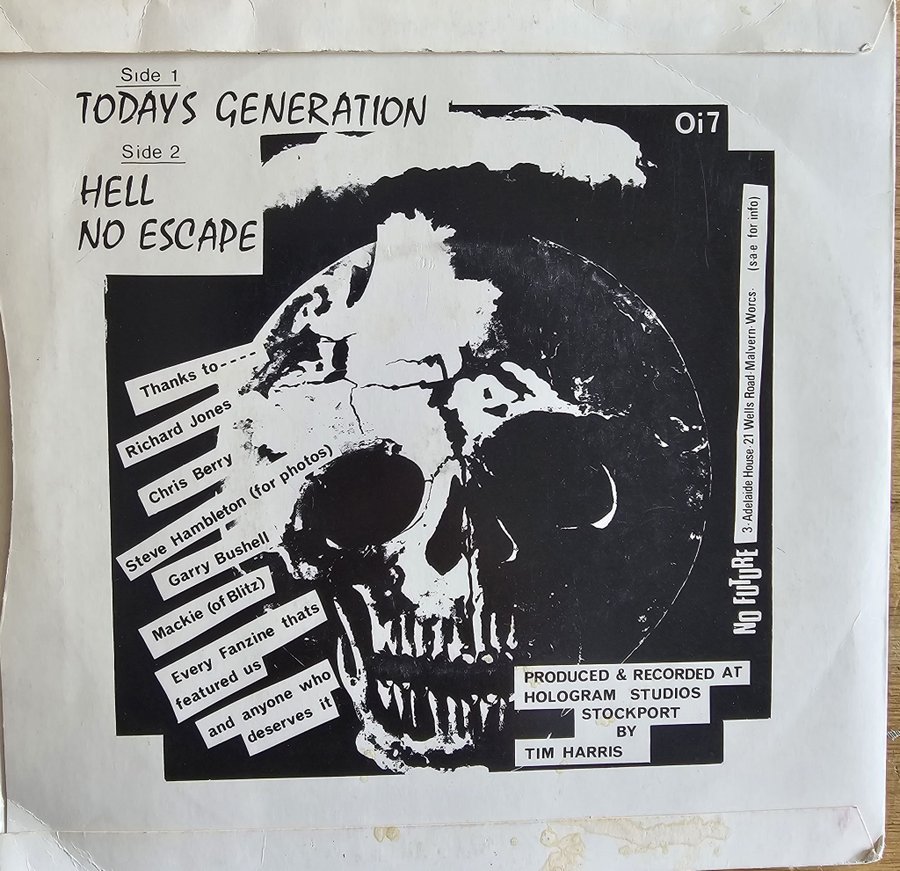 Side 1
TODAYS GENERATION
Side 2
HELL
NO ESCAPE
Oi7
Thanks to----
Richard Jones
Chris Berry
Steve Hambleton (for photos)
Garry Bushell
Mackie (of Blitz)
Every Fanzine thats
featured us
and anyone who
deserves it
NO FUTURE 3·Adelaide House·21 Wells Road·Malvern·Worcs· (sae for info)
PRODUCED & RECORDED AT
HOLOGRAM STUDIOS
STOCKPORT
BY
TIM HARRIS